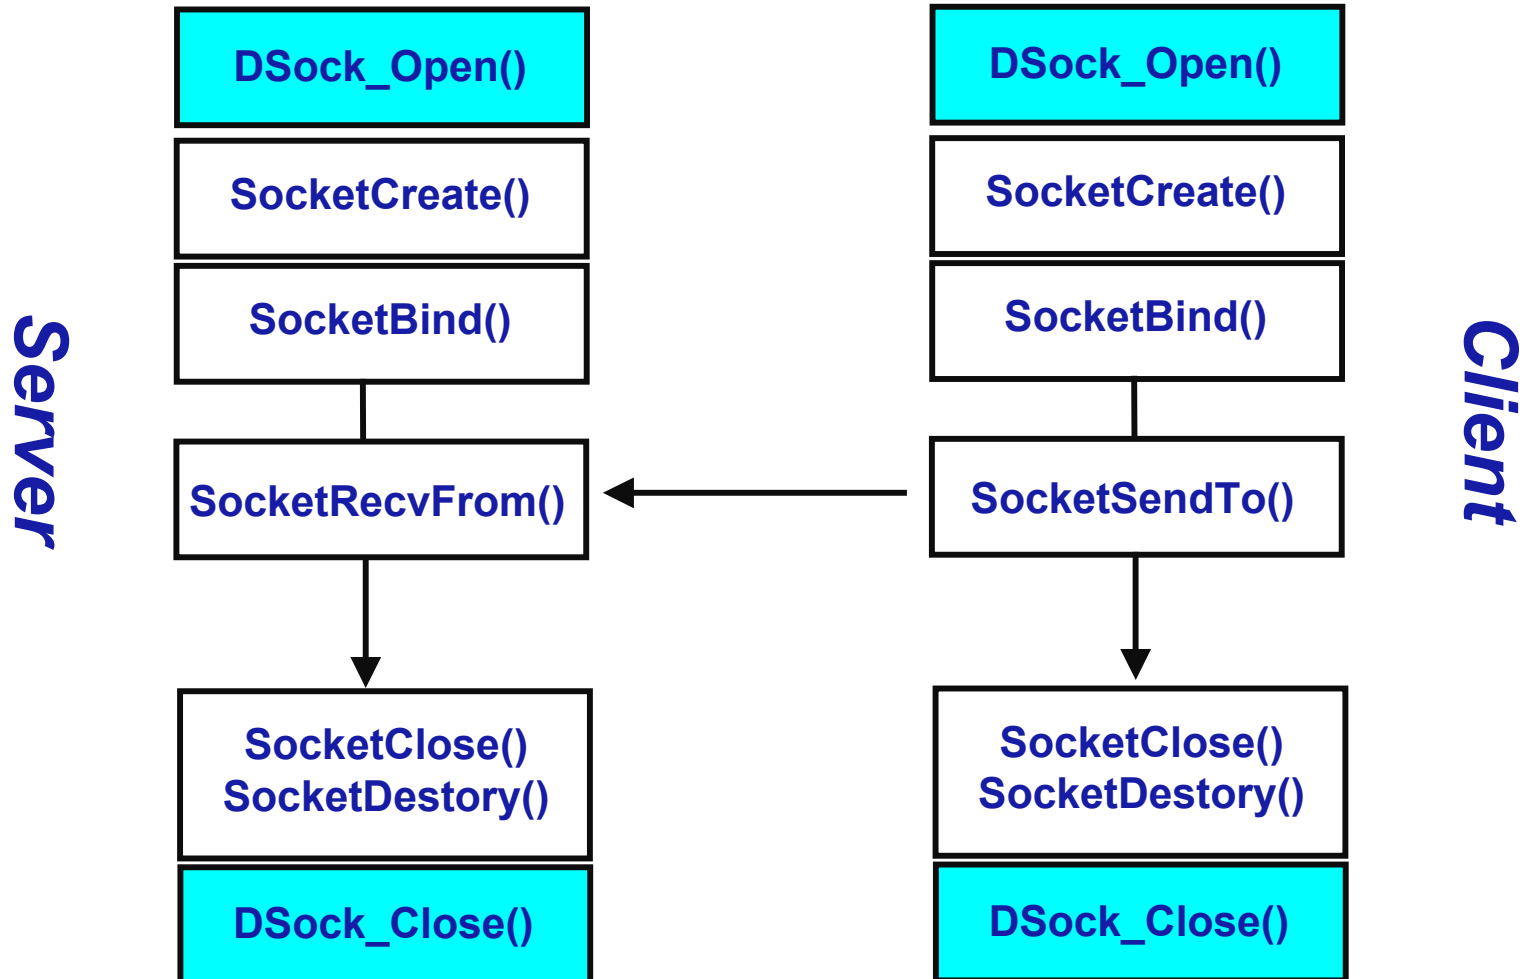 Server
DSock_Open()
SocketCreate()
SocketBind()
SocketRecvFrom()
SocketClose()
SocketDestory()
DSock_Close()
DSock_Open()
SocketCreate()
SocketBind()
SocketSendTo()
SocketClose()
SocketDestory()
DSock_Close()
Client